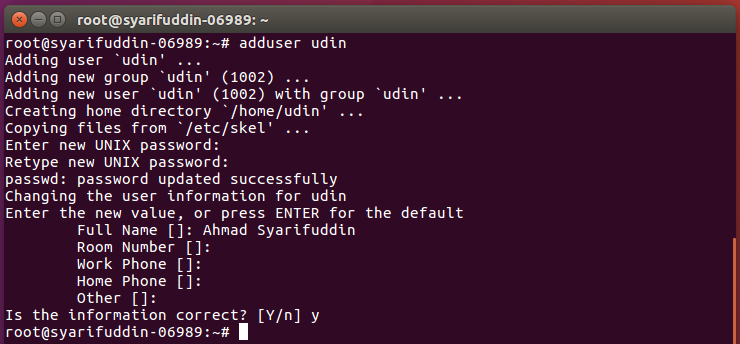 root@syarifuddin-06989: ~
root@syarifuddin-06989:~# adduser udin
Adding user `udin' ...
Adding new group `udin' (1002) ...
Adding new user `udin' (1002) with group `udin' ...
Creating home directory `/home/udin' ...
Copying files from `/etc/skel' ...
Enter new UNIX password:
Retype new UNIX password:
passwd: password updated successfully
Changing the user information for udin
Enter the new value, or press ENTER for the default
        Full Name []: Ahmad Syarifuddin
        Room Number []:
        Work Phone []:
        Home Phone []:
        Other []:
Is the information correct? [Y/n] y
root@syarifuddin-06989:~#